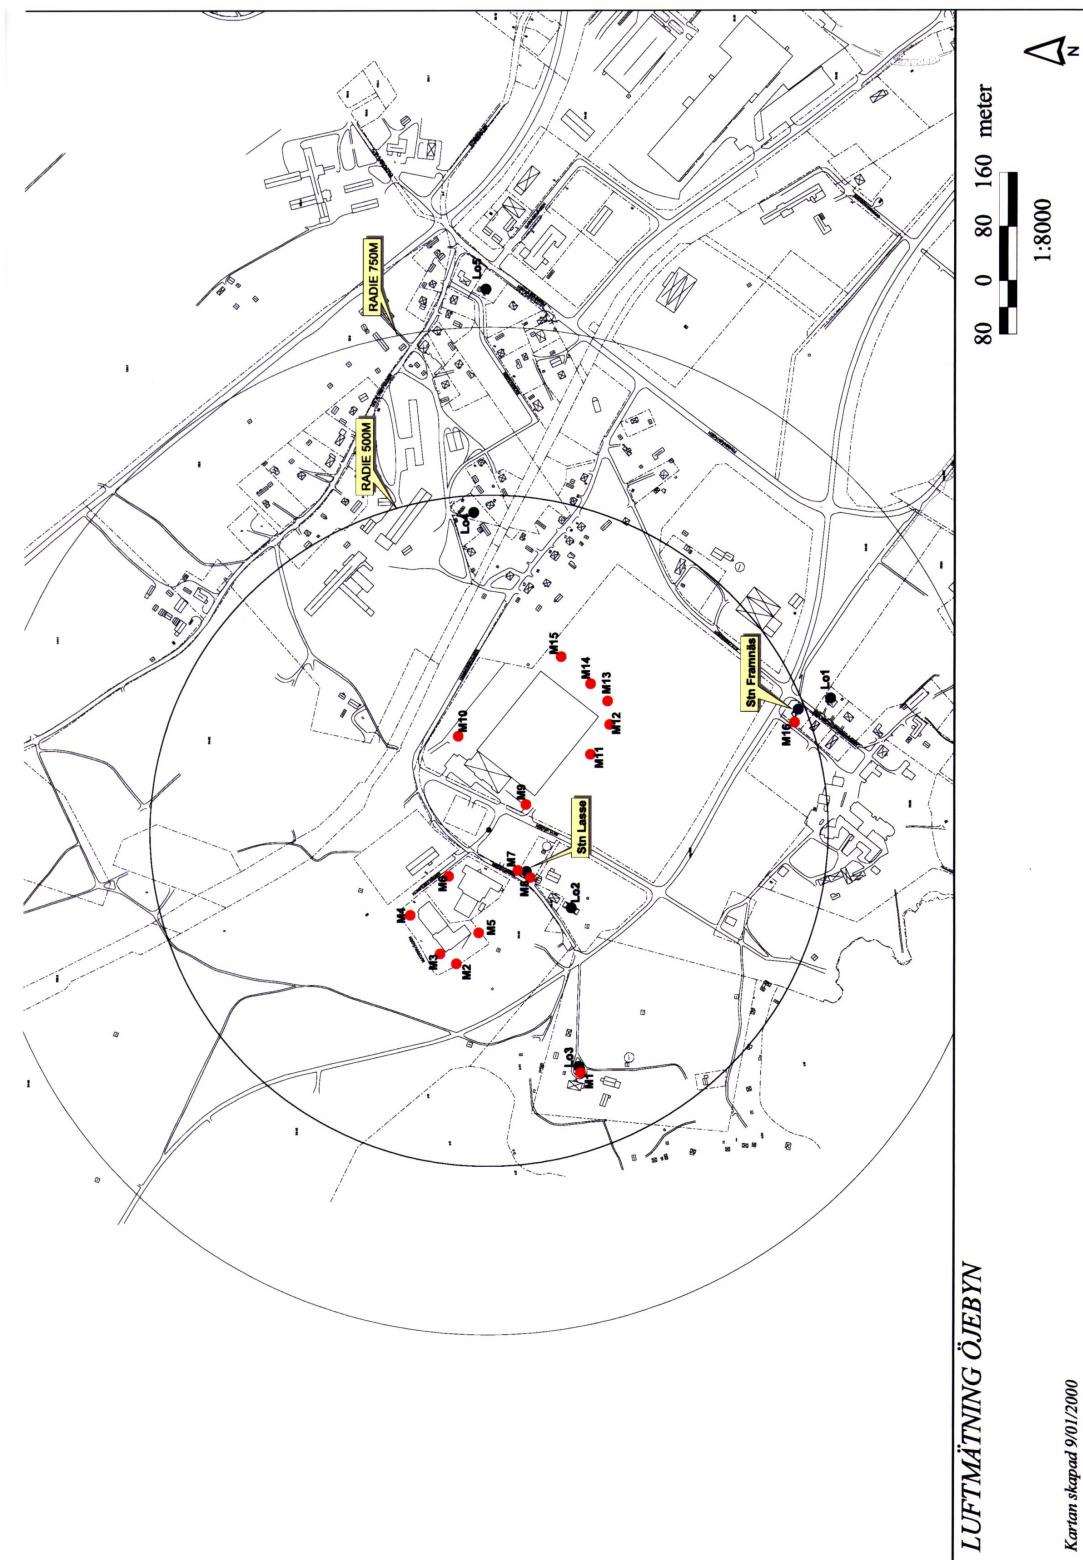 RADIE 750M
RADIE 500M
Lo5
Lo4
M15
M14
M13
M12
M11
M10
M9
Stn Framnäs
Lo1
M16
Stn Lasse
M7
M8
M6
Lo2
M4
M5
M3
M2
Lo3
M1
N
80 0 80 160 meter
1:8000
LUFTMÄTNING ÖJEBYN
Kartan skapad 9/01/2000